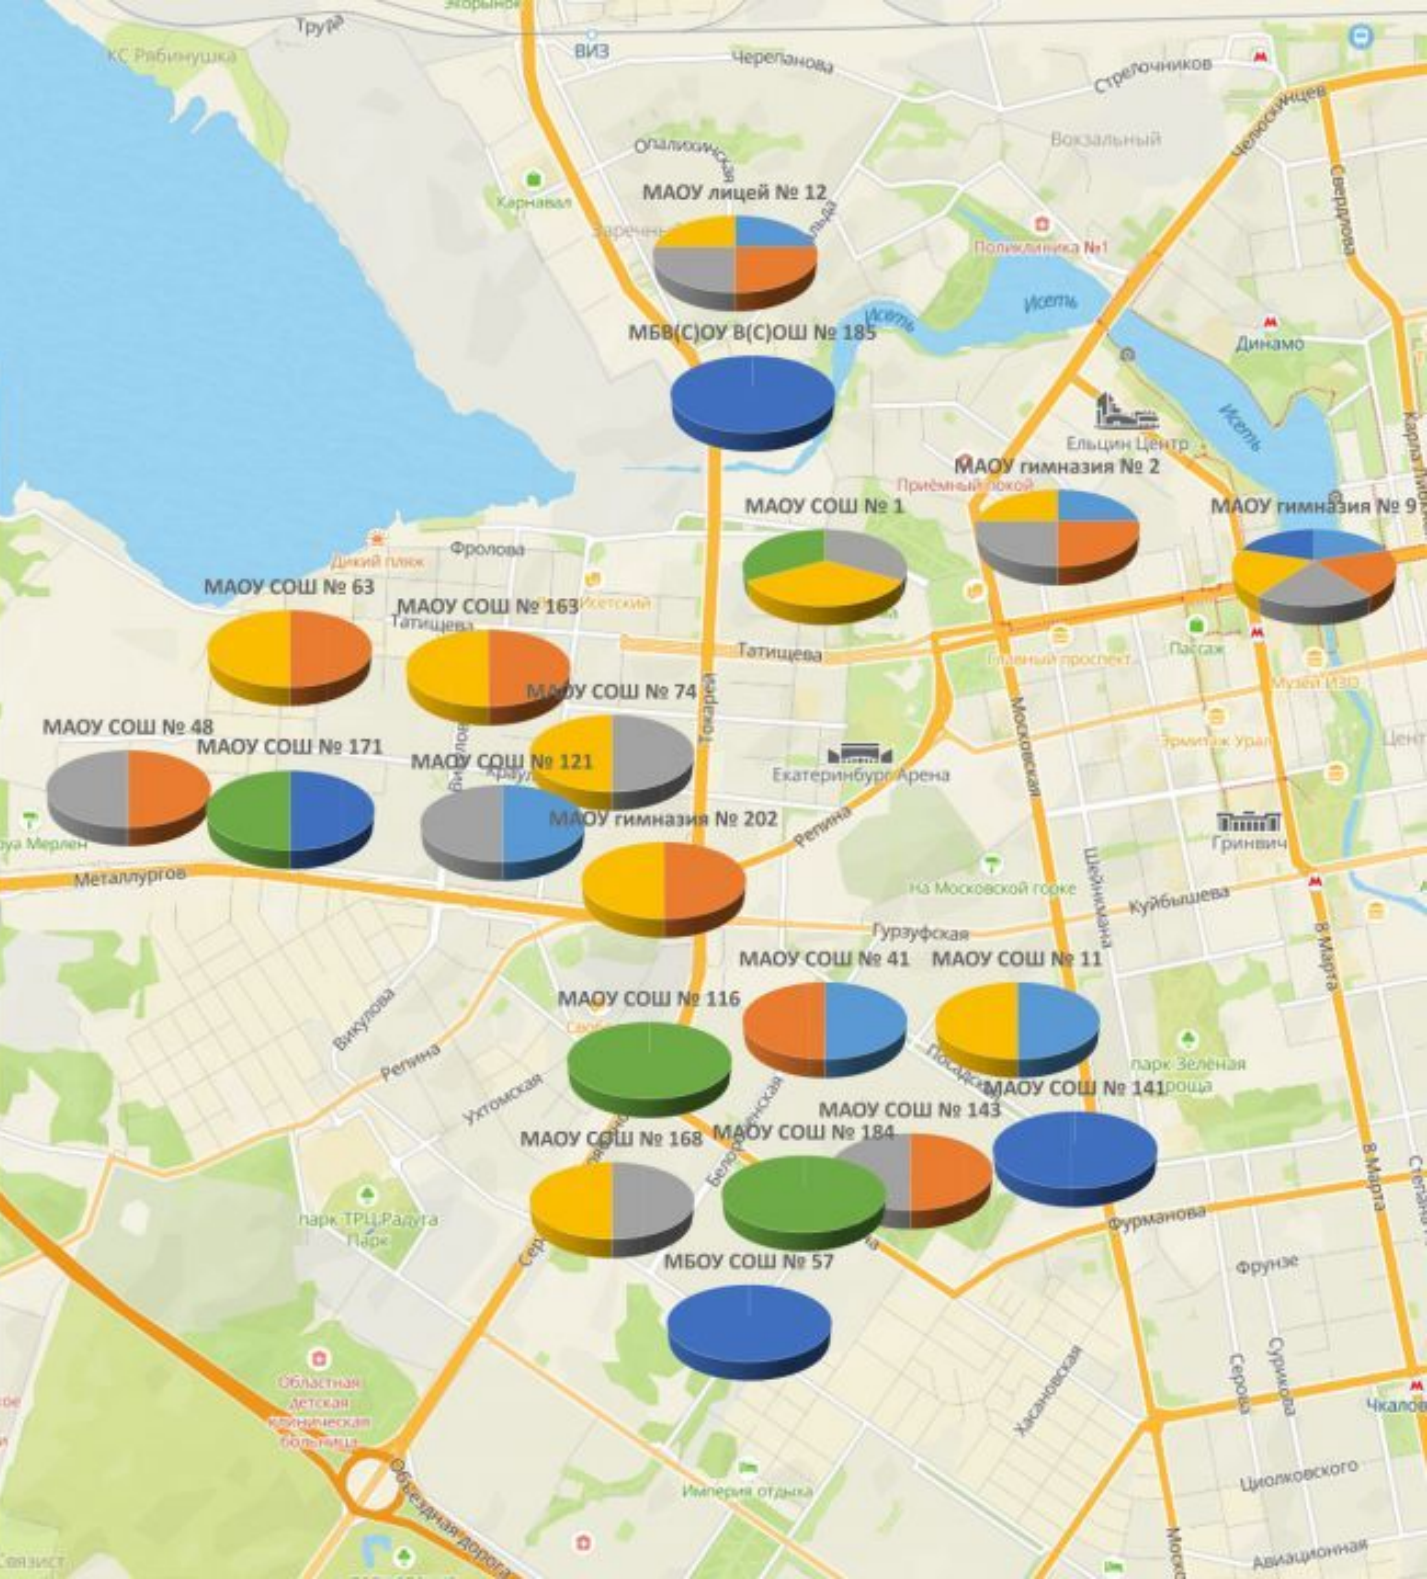 Экорынок
Труда
КС Рябинушка
ВИЗ
Черепанова
Стрелочников
Челюскинцев
Вокзальный
Опалихинская
Свердлова
Карнавал
МАОУ лицей № 12
Поликлиника №1
Исеть
Исеть
МБВ(С)ОУ В(С)ОШ № 185
Динамо
Исеть
Ельцин Центр
МАОУ гимназия № 2
Приёмный покой
МАОУ СОШ № 1
МАОУ гимназия № 9
Фролова
Дикий пляж
МАОУ СОШ № 63
МАОУ СОШ № 163
Татищева
Татищева
Главный проспект
Пассаж
Музей ИЗО
МАОУ СОШ № 74
Токарей
Московская
МАОУ СОШ № 48
МАОУ СОШ № 171
МАОУ СОШ № 121
Эрмитаж Урал
Екатеринбург Арена
МАОУ гимназия № 202
Репина
Гринвич
Металлургов
На Московской горке
Шейнкмана
Куйбышева
Гурзуфская
8 Марта
МАОУ СОШ № 41
МАОУ СОШ № 11
МАОУ СОШ № 116
Викулова
Репина
Ухтомская
парк Зелёная
роща
МАОУ СОШ № 141
МАОУ СОШ № 143
МАОУ СОШ № 184
МАОУ СОШ № 168
8 Марта
парк ТРЦ Радуга
Парк
Фурманова
МБОУ СОШ № 57
Фрунзе
Областная
детская
клиническая
больница
Хасановская
Серова
Сурикова
Объездная дорога
Империя отдыха
Циолковского
Авиационная
Связист